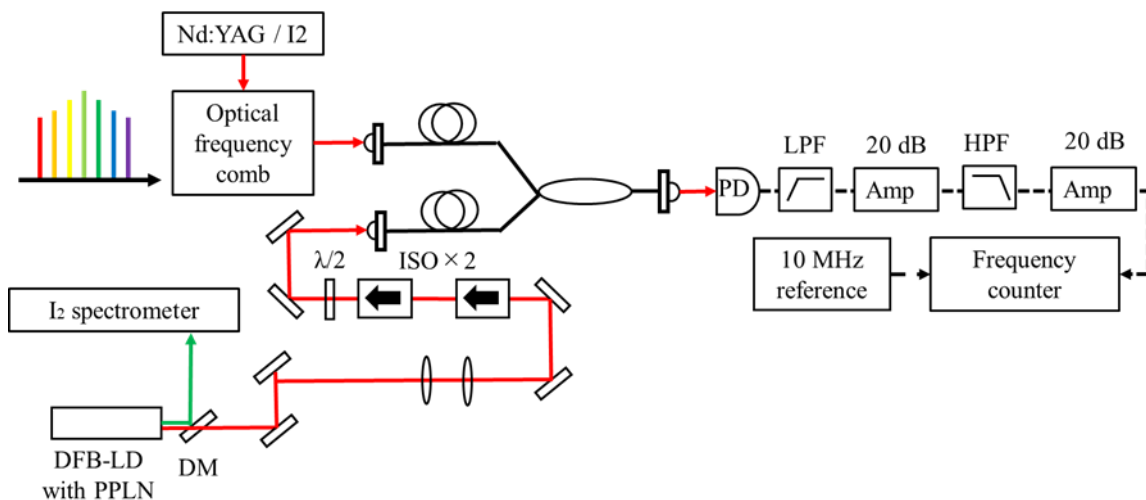 Nd:YAG / I2
Optical
frequency
comb
LPF
20 dB
HPF
20 dB
PD
Amp
Amp
λ/2
ISO × 2
10 MHz
reference
Frequency
counter
I₂ spectrometer
DFB-LD
with PPLN
DM